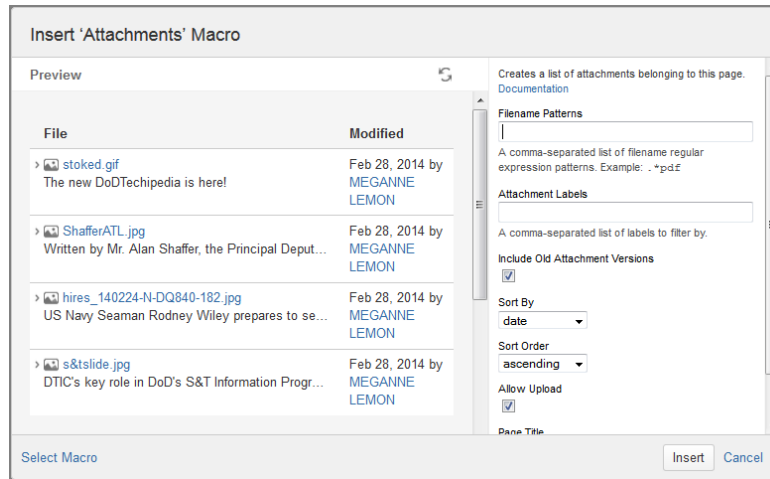 Insert ‘Attachments’ Macro
Preview
File Modified
stoked.gif Feb 28, 2014 by
The new DoDTechipedia is here! MEGANNE
LEMON
ShafferATL.jpg Feb 28, 2014 by
Written by Mr. Alan Shaffer, the Principal Deput... MEGANNE
LEMON
hires_140224-N-DQ840-182.jpg Feb 28, 2014 by
US Navy Seaman Rodney Wiley prepares to se... MEGANNE
LEMON
s&tslide.jpg Feb 28, 2014 by
DTIC's key role in DoD's S&T Information Progr... MEGANNE
LEMON
Creates a list of attachments belonging to this page.
Documentation
Filename Patterns
A comma-separated list of filename regular
expression patterns. Example: .*pdf
Attachment Labels
A comma-separated list of labels to filter by.
Include Old Attachment Versions
Sort By
date
Sort Order
ascending
Allow Upload
Page Title
Select Macro
Insert Cancel